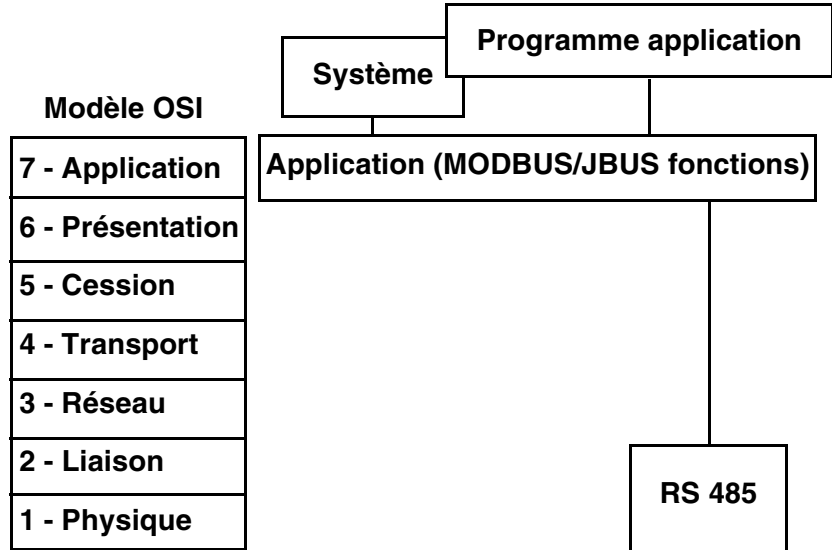 Programme application
Système
Modèle OSI
7 - Application
Application (MODBUS/JBUS fonctions)
6 - Présentation
5 - Cession
4 - Transport
3 - Réseau
2 - Liaison
RS 485
1 - Physique